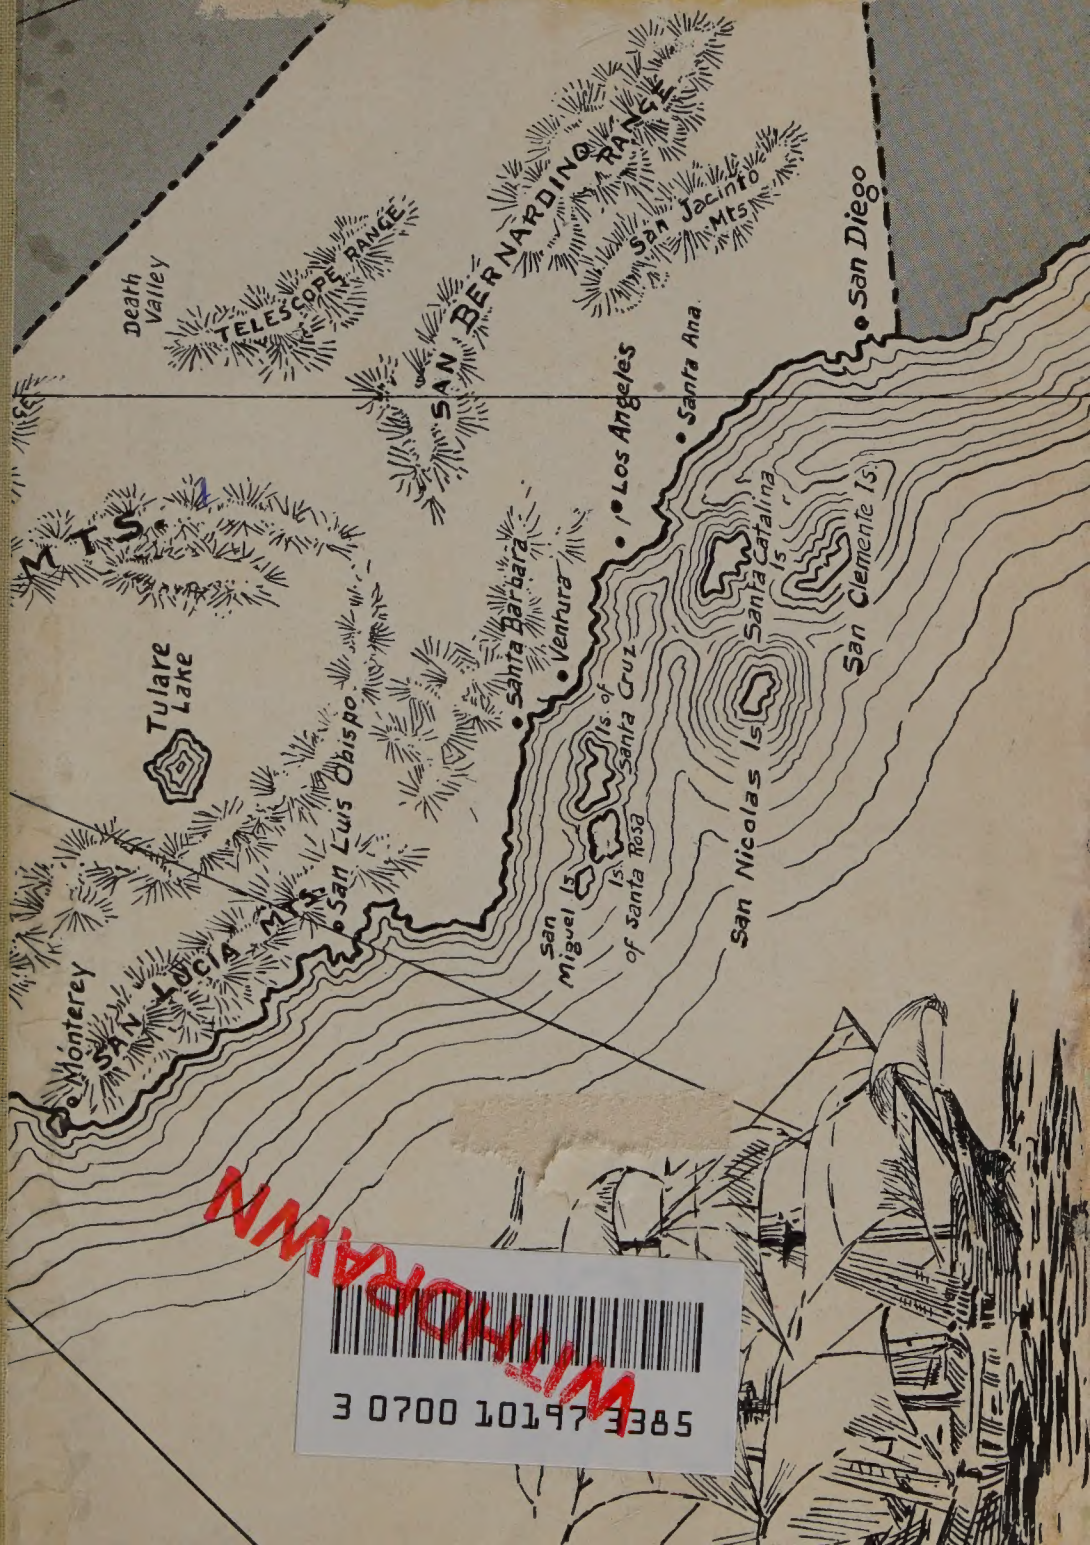 Death
Valley
TELESCOPE RANGE
SAN BERNARDINO
RANGE
San Jacinto
Mts
San Diego
Los Angeles
Santa Ana
MTS.
Tulare
Lake
Santa Barbara
Ventura
San Luis Obispo
Monterey
SAN LUCIA MTS.
San
Miguel Is.
Is.
of Santa Rosa
Is. of
Santa Cruz
San Nicolas Is.
Santa Catalina
Is.
San Clemente Is.
WITHDRAWN
3 0700 10197 3385